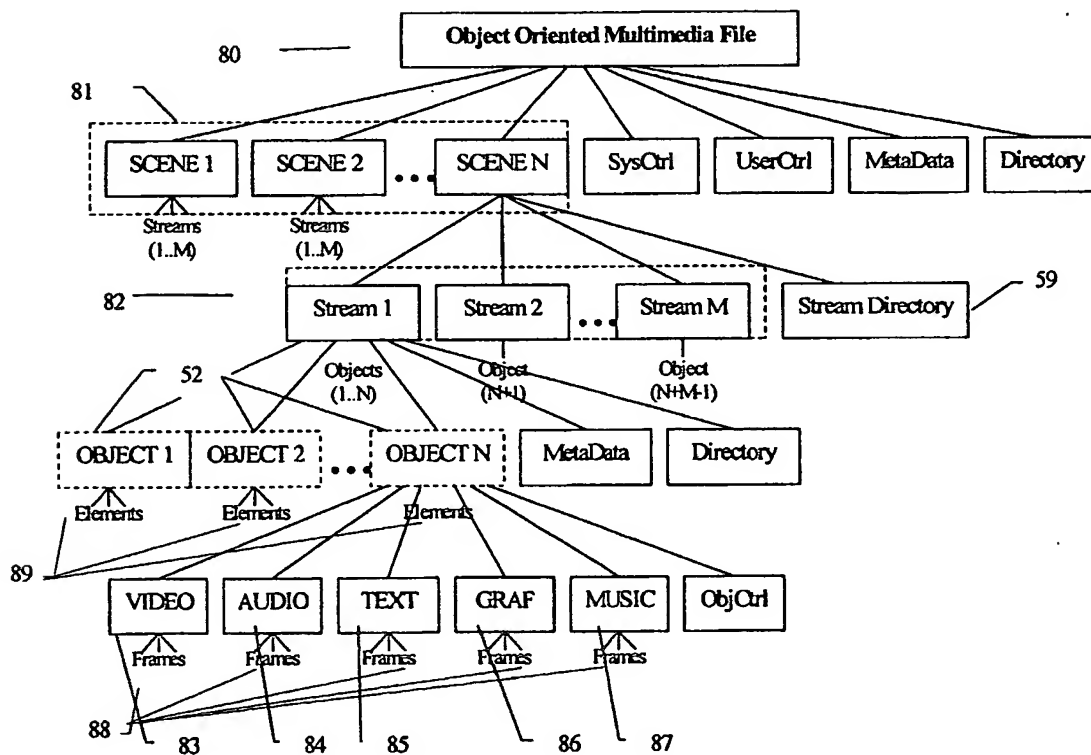 Object Oriented Multimedia File
80
81
SCENE 1
SCENE 2
•••
SCENE N
SysCtrl
UserCtrl
MetaData
Directory
Streams
(1..M)
Streams
(1..M)
82
59
Stream 1
Stream 2
•••
Stream M
Stream Directory
52
Objects
(1..N)
Object
(N+1)
Object
(N+M-1)
OBJECT 1
OBJECT 2
•••
OBJECT N
MetaData
Directory
Elements
Elements
Elements
89
VIDEO
AUDIO
TEXT
GRAF
MUSIC
ObjCtrl
Frames
Frames
Frames
Frames
Frames
88
83
84
85
86
87